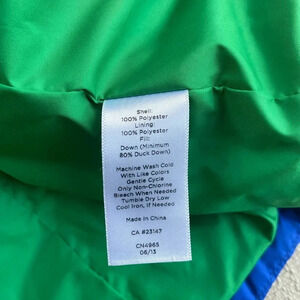 Shell:
100% Polyester
Lining:
100% Polyester
Fill:
Down (Minimum
80% Duck Down)
Machine Wash Cold
With Like Colors
Gentle Cycle
Only Non-Chlorine
Bleach When Needed
Tumble Dry Low
Cool Iron, If Needed
Made In China
CA #23147
CN4965
06/13